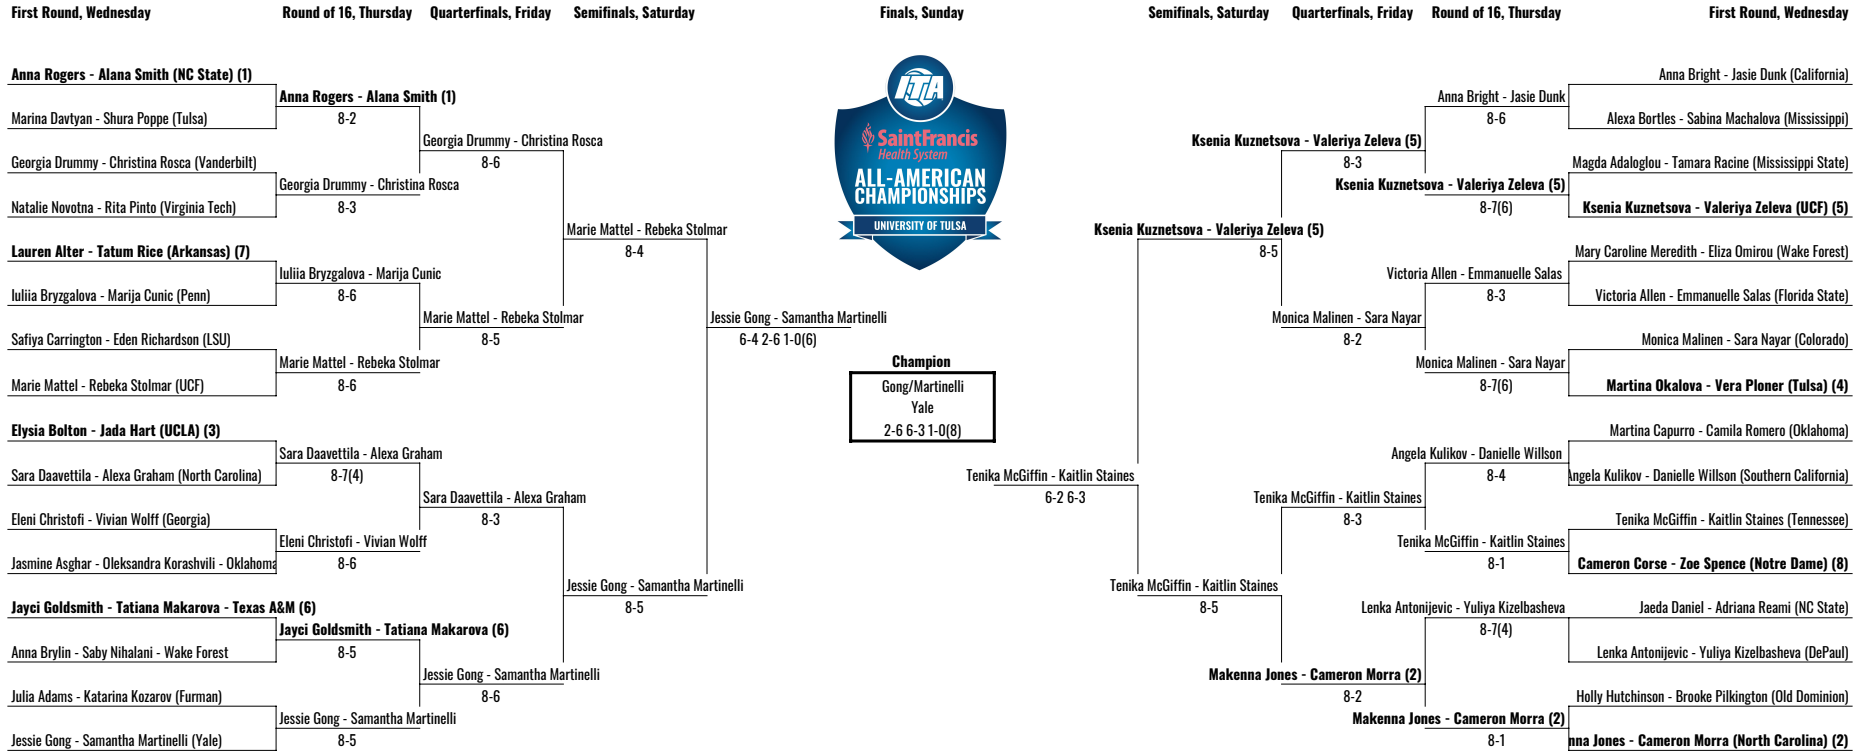 First Round, Wednesday
Round of 16, Thursday
Quarterfinals, Friday
Semifinals, Saturday
Finals, Sunday
Semifinals, Saturday
Quarterfinals, Friday
Round of 16, Thursday
First Round, Wednesday
Anna Rogers - Alana Smith (NC State) (1)
Marina Davtyan - Shura Poppe (Tulsa)
Georgia Drummy - Christina Rosca (Vanderbilt)
Natalie Novotna - Rita Pinto (Virginia Tech)
Lauren Alter - Tatum Rice (Arkansas) (7)
Iuliia Bryzgalova - Marija Cunic (Penn)
Safiya Carrington - Eden Richardson (LSU)
Marie Mattel - Rebeka Stolmar (UCF)
Elysia Bolton - Jada Hart (UCLA) (3)
Sara Daavettila - Alexa Graham (North Carolina)
Eleni Christofi - Vivian Wolff (Georgia)
Jasmine Asghar - Oleksandra Korashvili - Oklahoma
Jayci Goldsmith - Tatiana Makarova - Texas A&M (6)
Anna Brylin - Saby Nihalani - Wake Forest
Julia Adams - Katarina Kozarov (Furman)
Jessie Gong - Samantha Martinelli (Yale)
Anna Rogers - Alana Smith (1)
8-2
Georgia Drummy - Christina Rosca
8-3
Iuliia Bryzgalova - Marija Cunic
8-6
Marie Mattel - Rebeka Stolmar
8-6
Sara Daavettila - Alexa Graham
8-7(4)
Eleni Christofi - Vivian Wolff
8-6
Jayci Goldsmith - Tatiana Makarova (6)
8-5
Jessie Gong - Samantha Martinelli
8-5
Georgia Drummy - Christina Rosca
8-6
Marie Mattel - Rebeka Stolmar
8-5
Sara Daavettila - Alexa Graham
8-3
Jessie Gong - Samantha Martinelli
8-6
Marie Mattel - Rebeka Stolmar
8-4
Jessie Gong - Samantha Martinelli
8-5
Jessie Gong - Samantha Martinelli
6-4 2-6 1-0(6)
ITA
SaintFrancis
Health System
ALL-AMERICAN
CHAMPIONSHIPS
UNIVERSITY OF TULSA
Champion
Gong/Martinelli
Yale
2-6 6-3 1-0(8)
Tenika McGiffin - Kaitlin Staines
6-2 6-3
Ksenia Kuznetsova - Valeriya Zeleva (5)
8-5
Tenika McGiffin - Kaitlin Staines
8-5
Ksenia Kuznetsova - Valeriya Zeleva (5)
8-3
Monica Malinen - Sara Nayar
8-2
Tenika McGiffin - Kaitlin Staines
8-3
Makenna Jones - Cameron Morra (2)
8-2
Anna Bright - Jasie Dunk
8-6
Ksenia Kuznetsova - Valeriya Zeleva (5)
8-7(6)
Victoria Allen - Emmanuelle Salas
8-3
Monica Malinen - Sara Nayar
8-7(6)
Angela Kulikov - Danielle Willson
8-4
Tenika McGiffin - Kaitlin Staines
8-1
Lenka Antonijevic - Yuliya Kizelbasheva
8-7(4)
Makenna Jones - Cameron Morra (2)
8-1
Anna Bright - Jasie Dunk (California)
Alexa Bortles - Sabina Machalova (Mississippi)
Magda Adaloglou - Tamara Racine (Mississippi State)
Ksenia Kuznetsova - Valeriya Zeleva (UCF) (5)
Mary Caroline Meredith - Eliza Omirou (Wake Forest)
Victoria Allen - Emmanuelle Salas (Florida State)
Monica Malinen - Sara Nayar (Colorado)
Martina Okalova - Vera Ploner (Tulsa) (4)
Martina Capurro - Camila Romero (Oklahoma)
Angela Kulikov - Danielle Willson (Southern California)
Tenika McGiffin - Kaitlin Staines (Tennessee)
Cameron Corse - Zoe Spence (Notre Dame) (8)
Jaeda Daniel - Adriana Reami (NC State)
Lenka Antonijevic - Yuliya Kizelbasheva (DePaul)
Holly Hutchinson - Brooke Pilkington (Old Dominion)
nna Jones - Cameron Morra (North Carolina) (2)